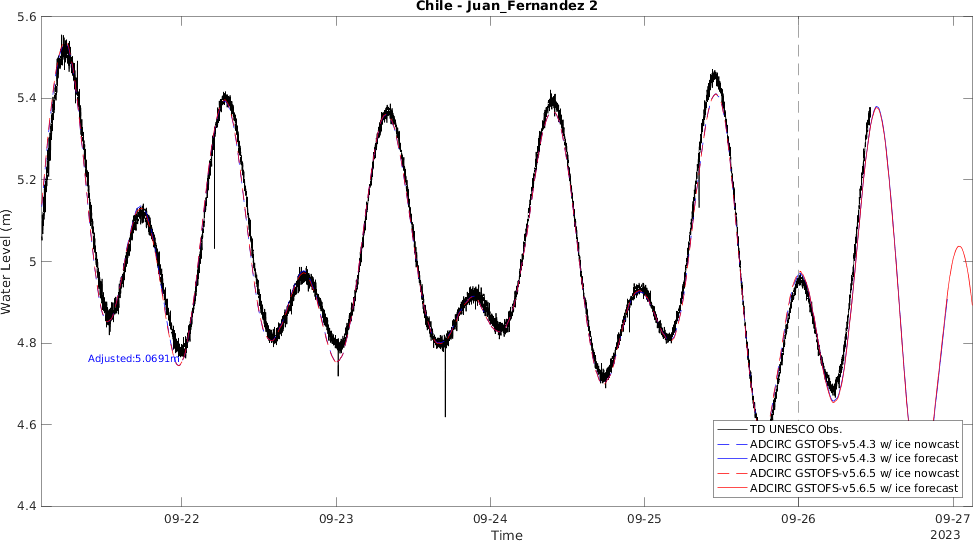 Chile - Juan_Fernandez 2
5.6
5.4
5.2
5
4.8
4.6
4.4
Water Level (m)
Adjusted:5.0691m
TD UNESCO Obs.
ADCIRC GSTOFS-v5.4.3 w/ ice nowcast
ADCIRC GSTOFS-v5.4.3 w/ ice forecast
ADCIRC GSTOFS-v5.6.5 w/ ice nowcast
ADCIRC GSTOFS-v5.6.5 w/ ice forecast
09-22 09-23 09-24 09-25 09-26 09-27
Time 2023